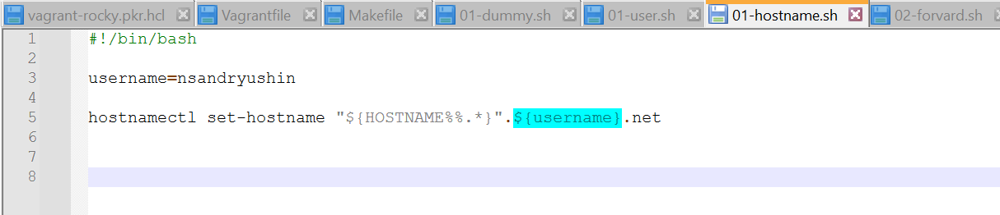 vagrant-rocky.pkr.hcl Vagrantfile Makefile 01-dummy.sh 01-user.sh 01-hostname.sh 02-forvard.sh
1 #!/bin/bash
2
3 username=nsandryushin
4
5 hostnamectl set-hostname "${HOSTNAME%%.*}".${username}.net
6
7
8